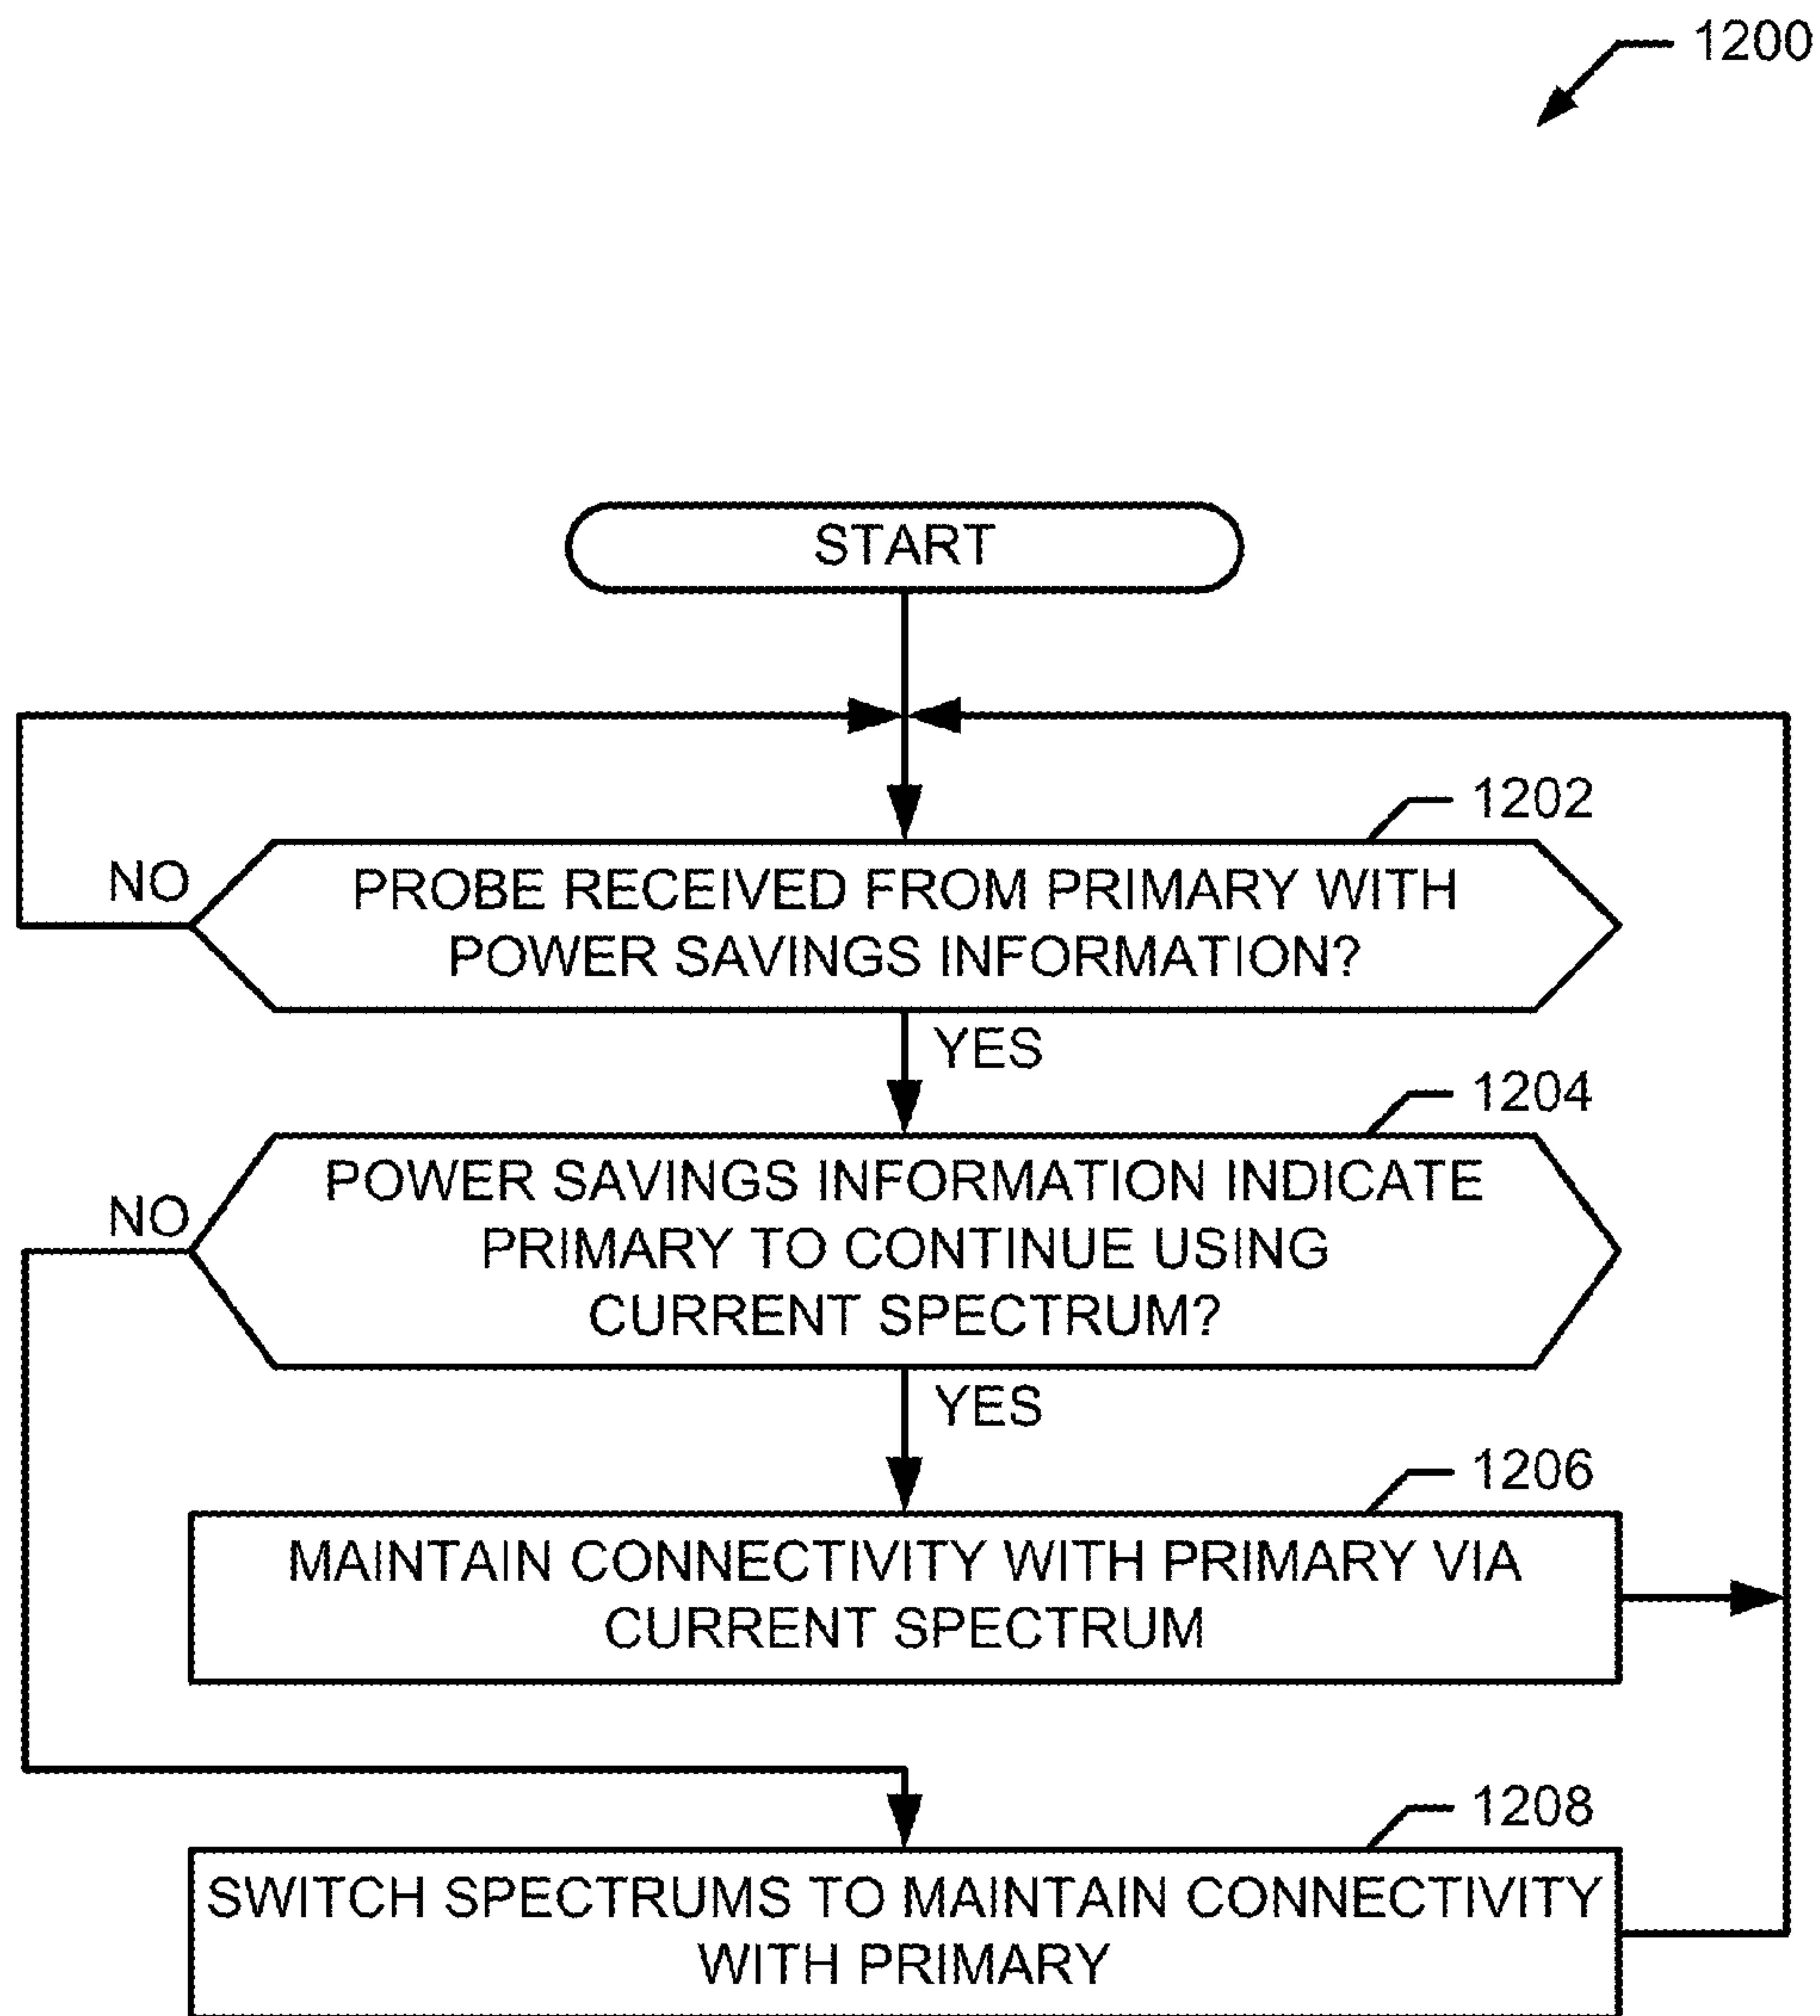 1200
START
1202
NO
PROBE RECEIVED FROM PRIMARY WITH
POWER SAVINGS INFORMATION?
YES
1204
NO
POWER SAVINGS INFORMATION INDICATE
PRIMARY TO CONTINUE USING
CURRENT SPECTRUM?
YES
1206
MAINTAIN CONNECTIVITY WITH PRIMARY VIA
CURRENT SPECTRUM
1208
SWITCH SPECTRUMS TO MAINTAIN CONNECTIVITY
WITH PRIMARY